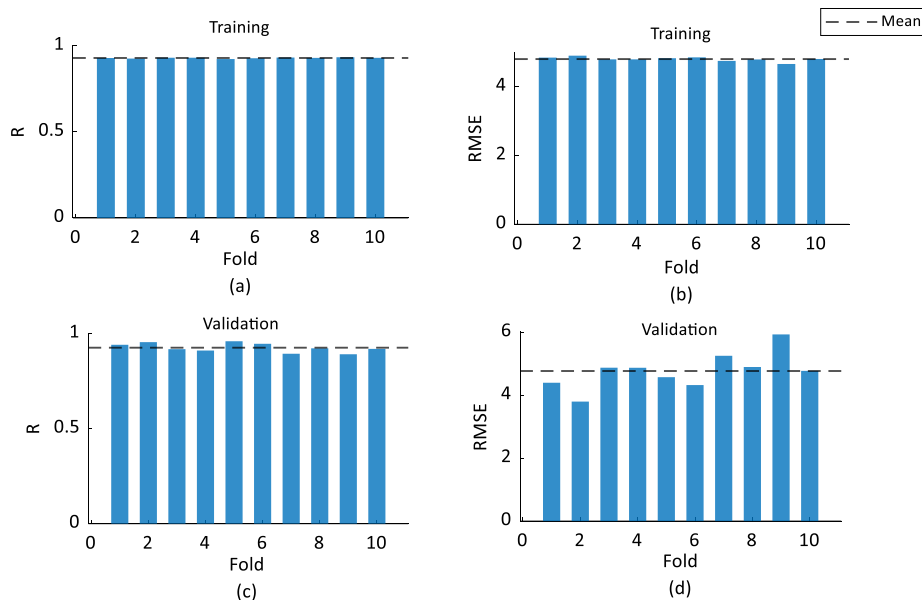 Mean
Training
1
0.5
0
R
0 2 4 6 8 10
Fold
(a)
Training
4
2
0
RMSE
0 2 4 6 8 10
Fold
(b)
Validation
1
0.5
0
R
0 2 4 6 8 10
Fold
(c)
Validation
6
4
2
0
RMSE
0 2 4 6 8 10
Fold
(d)